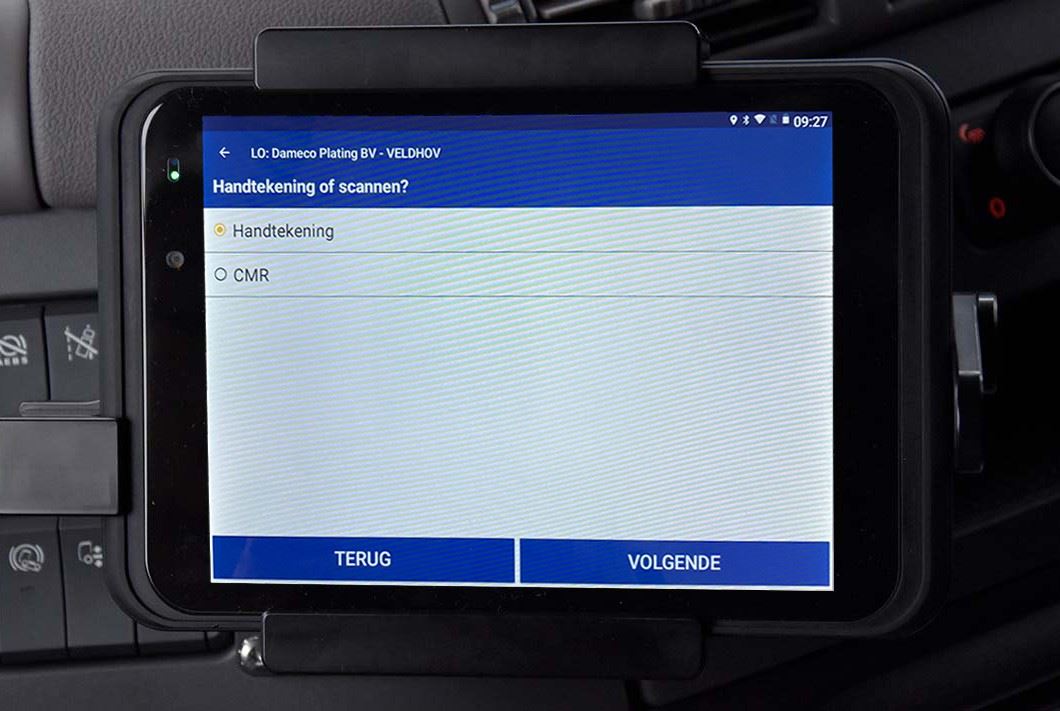 09:27
LO: Dameco Plating BV - VELDHOV
Handtekening of scannen?
Handtekening
CMR
TERUG
VOLGENDE